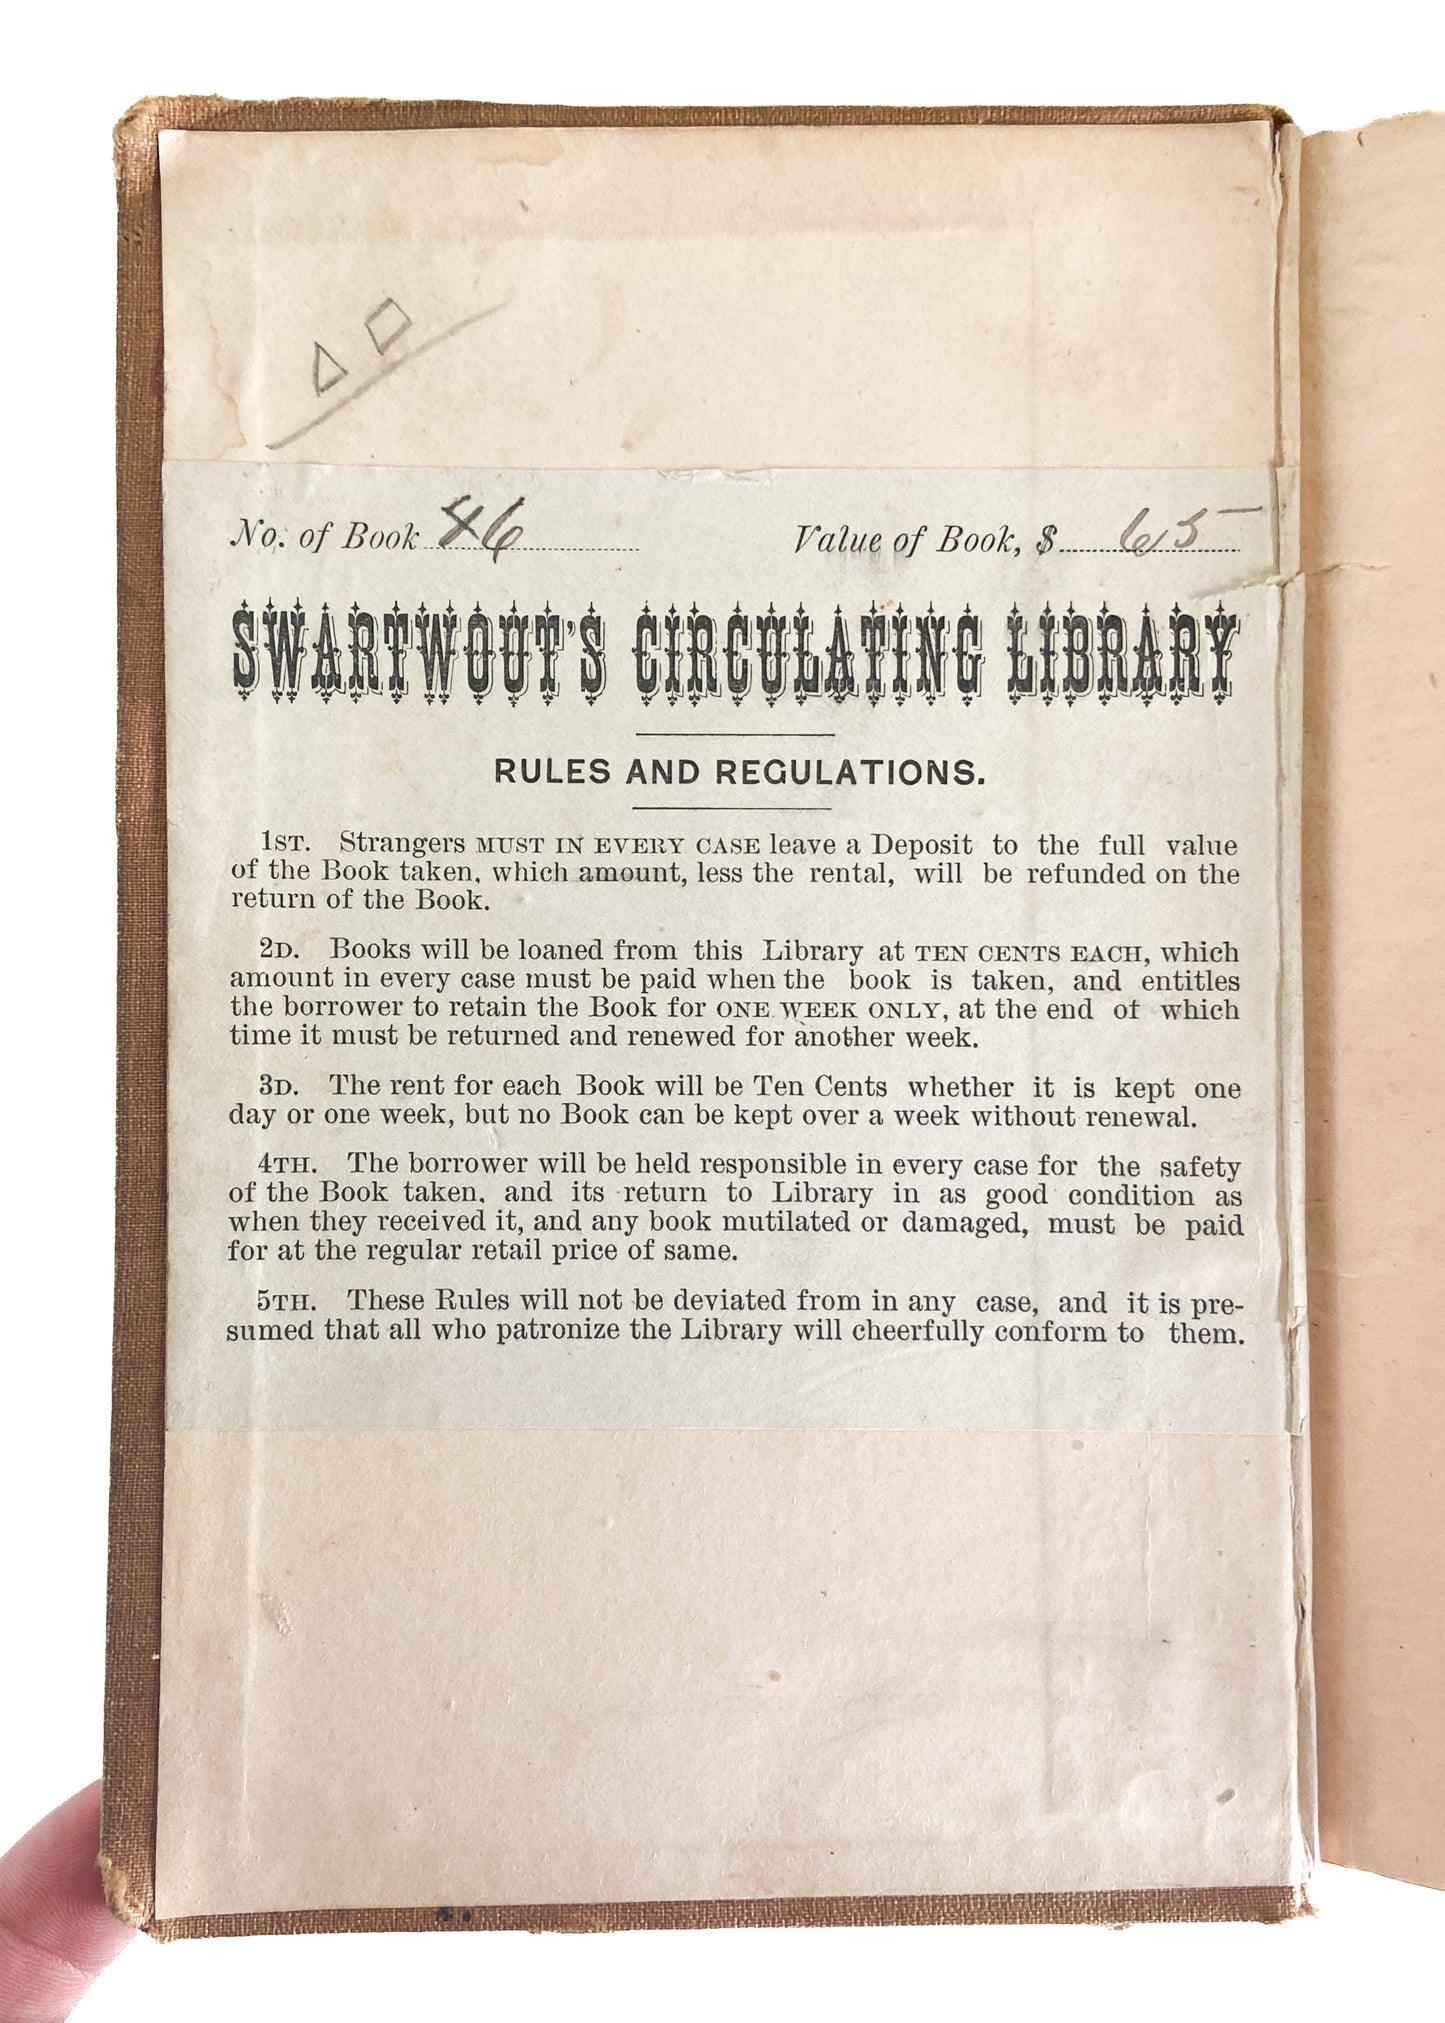 No. of Book 86 Value of Book, $ 65
SWARTWOUT'S CIRCULATING LIBRARY
RULES AND REGULATIONS.
1ST. Strangers MUST IN EVERY CASE leave a Deposit to the full value
of the Book taken, which amount, less the rental, will be refunded on the
return of the Book.
2D. Books will be loaned from this Library at TEN CENTS EACH, which
amount in every case must be paid when the book is taken, and entitles
the borrower to retain the Book for ONE WEEK ONLY, at the end of which
time it must be returned and renewed for another week.
3D. The rent for each Book will be Ten Cents whether it is kept one
day or one week, but no Book can be kept over a week without renewal.
4TH. The borrower will be held responsible in every case for the safety
of the Book taken, and its return to Library in as good condition as
when they received it, and any book mutilated or damaged, must be paid
for at the regular retail price of same.
5TH. These Rules will not be deviated from in any case, and it is pre-
sumed that all who patronize the Library will cheerfully conform to them.